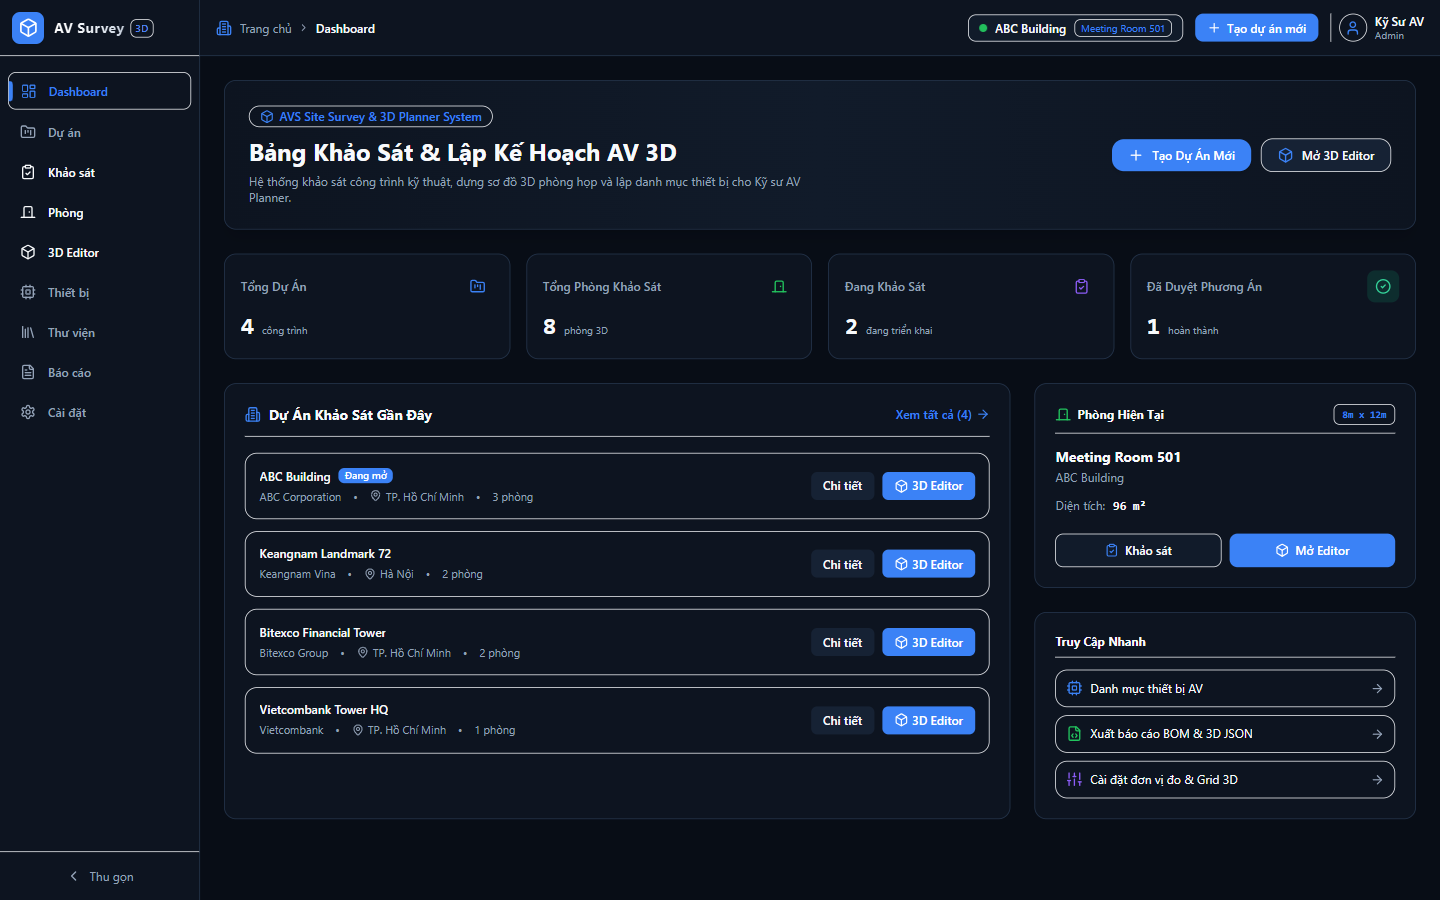 AV Survey 3D
Trang chủ > Dashboard
ABC Building Meeting Room 501
Tạo dự án mới
Kỹ Sư AV
Admin
Dashboard
Dự án
Khảo sát
Phòng
3D Editor
Thiết bị
Thư viện
Báo cáo
Cài đặt
Thu gọn
AVS Site Survey & 3D Planner System
Bảng Khảo Sát & Lập Kế Hoạch AV 3D
Hệ thống khảo sát công trình kỹ thuật, dựng sơ đồ 3D phòng họp và lập danh mục thiết bị cho Kỹ sư AV
Planner.
Tạo Dự Án Mới
Mở 3D Editor
Tổng Dự Án
4 công trình
Tổng Phòng Khảo Sát
8 phòng 3D
Đang Khảo Sát
2 đang triển khai
Đã Duyệt Phương Án
1 hoàn thành
Dự Án Khảo Sát Gần Đây
Xem tất cả (4)
ABC Building Đang mở
ABC Corporation • TP. Hồ Chí Minh • 3 phòng
Chi tiết
3D Editor
Keangnam Landmark 72
Keangnam Vina • Hà Nội • 2 phòng
Chi tiết
3D Editor
Bitexco Financial Tower
Bitexco Group • TP. Hồ Chí Minh • 2 phòng
Chi tiết
3D Editor
Vietcombank Tower HQ
Vietcombank • TP. Hồ Chí Minh • 1 phòng
Chi tiết
3D Editor
Phòng Hiện Tại
8m x 12m
Meeting Room 501
ABC Building
Diện tích: 96 m²
Khảo sát
Mở Editor
Truy Cập Nhanh
Danh mục thiết bị AV
Xuất báo cáo BOM & 3D JSON
Cài đặt đơn vị đo & Grid 3D